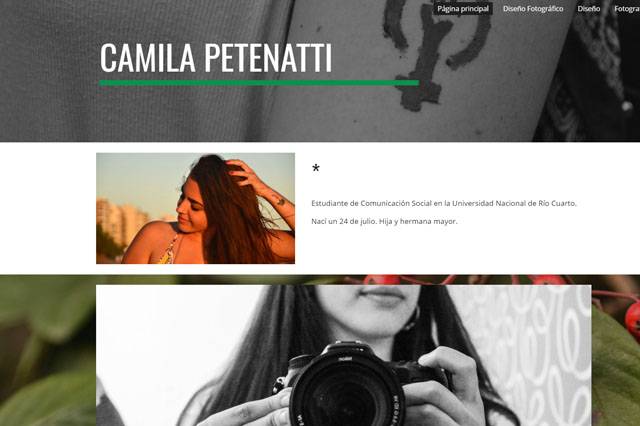 Página principal Diseño Fotográfico Diseño Fotogra
CAMILA PETENATTI
*
Estudiante de Comunicación Social en la Universidad Nacional de Río Cuarto.
Nací un 24 de julio. Hija y hermana mayor.